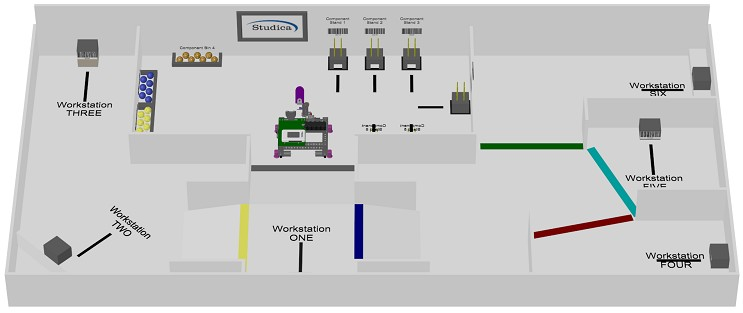 Studica
Component
Stand 1
Component
Stand 2
Component
Stand 3
Component Bin 4
Workstation
THREE
Workstation
SIX
Workstation
FIVE
Workstation
TWO
Workstation
ONE
Workstation
FOUR